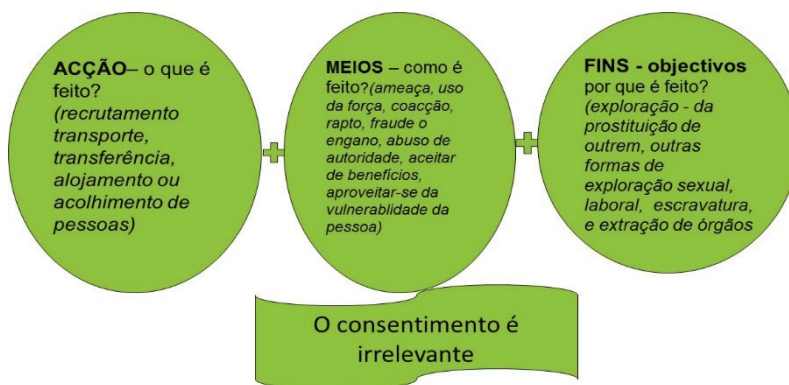 ACÇÃO– o que é
feito?
(recrutamento
transporte,
transferência,
alojamento ou
acolhimento de
pessoas)
MEIOS – como é
feito?(ameaça, uso
da força, coacção,
rapto, fraude o
engano, abuso de
autoridade, aceitar
de benefícios,
aproveitar-se da
vulnerablidade da
pessoa)
FINS - objectivos
por que é feito?
(exploração - da
prostituição de
outrem, outras
formas de
exploração sexual,
laboral, escravatura,
e extração de órgãos
O consentimento é
irrelevante